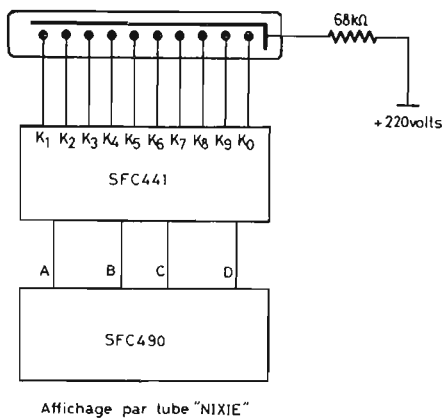 68kΩ
+220volts
K1 K2 K3 K4 K5 K6 K7 K8 K9 K0
SFC441
A B C D
SFC490
Affichage par tube "NIXIE"